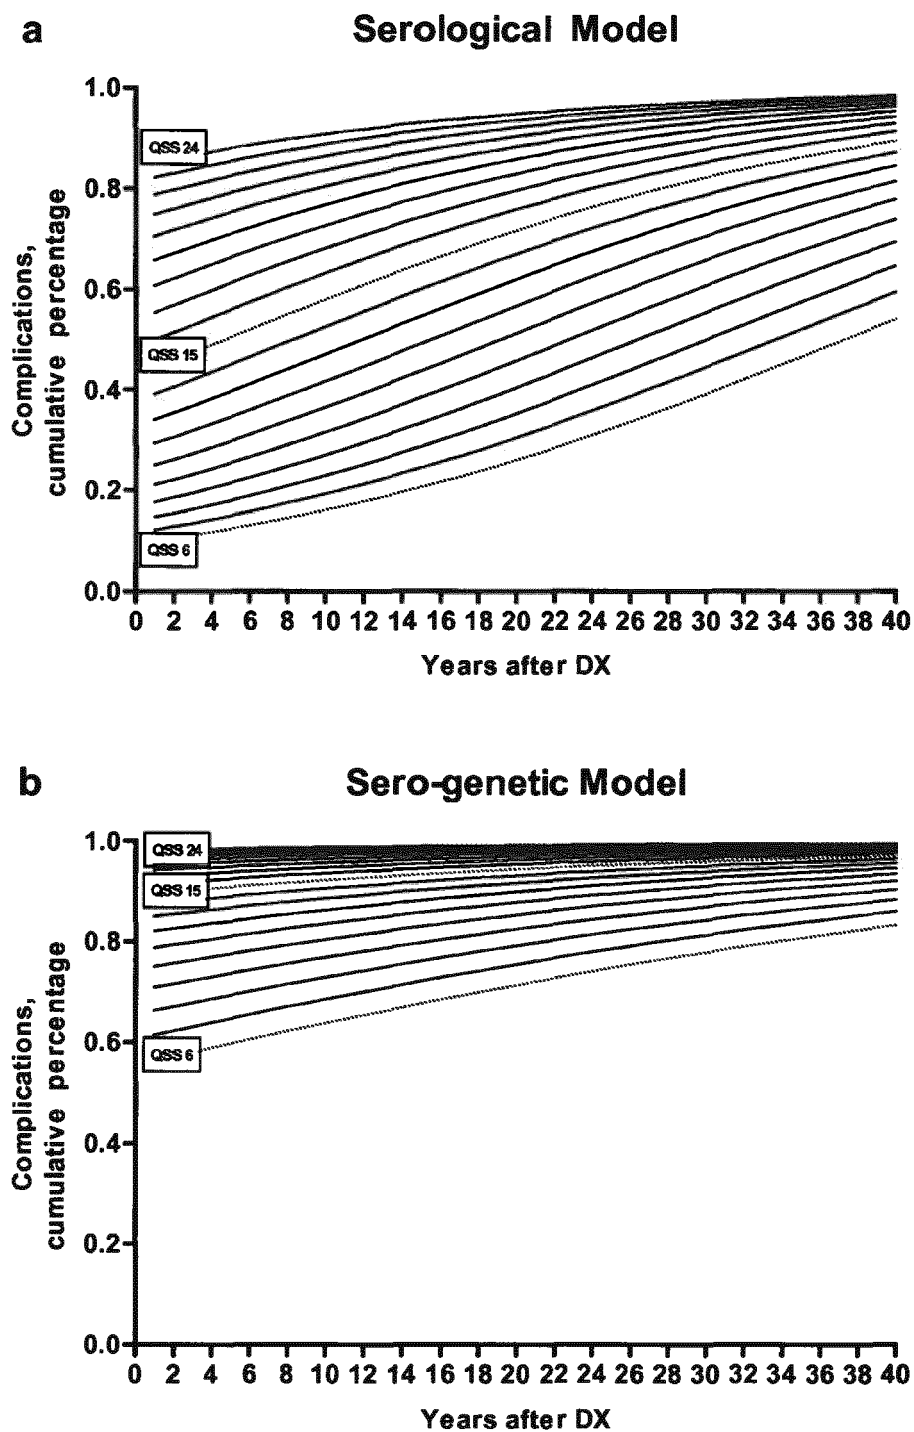 a
Serological Model
Complications,
cumulative percentage
1.0
0.8
0.6
0.4
0.2
0.0
QSS 24
QSS 15
QSS 6
0 2 4 6 8 10 12 14 16 18 20 22 24 26 28 30 32 34 36 38 40
Years after DX
b
Sero-genetic Model
Complications,
cumulative percentage
1.0
0.8
0.6
0.4
0.2
0.0
QSS 24
QSS 15
QSS 6
0 2 4 6 8 10 12 14 16 18 20 22 24 26 28 30 32 34 36 38 40
Years after DX